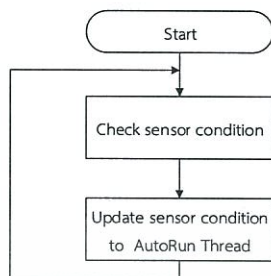 Start
Check sensor condition
Update sensor condition
to AutoRun Thread